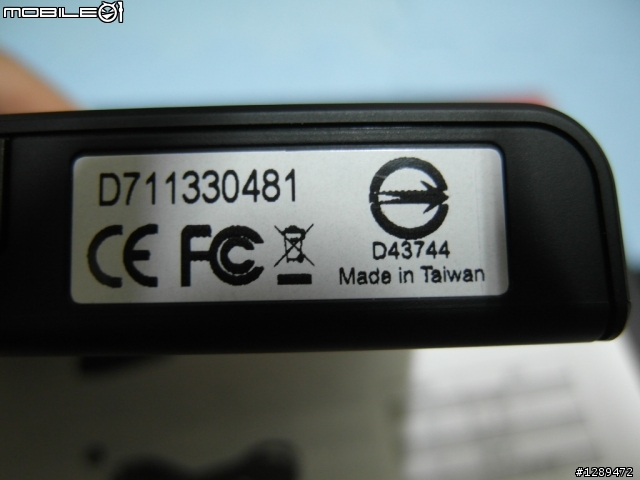 MOBILE01
D711330481
CE FC
D43744
Made in Taiwan
#1289472